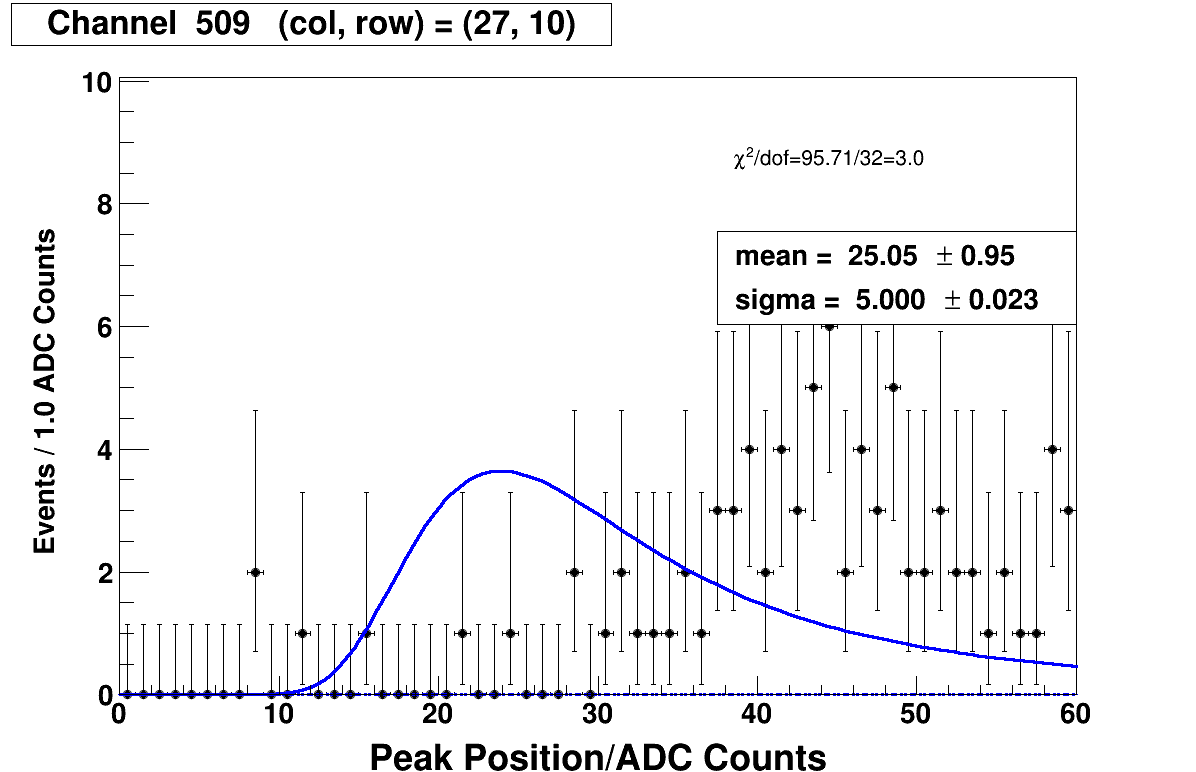 Channel 509 (col, row) = (27, 10)
10
8
6
4
2
0
Events / 1.0 ADC Counts
χ²/dof=95.71/32=3.0
mean = 25.05 ± 0.95
sigma = 5.000 ± 0.023
0 10 20 30 40 50 60
Peak Position/ADC Counts